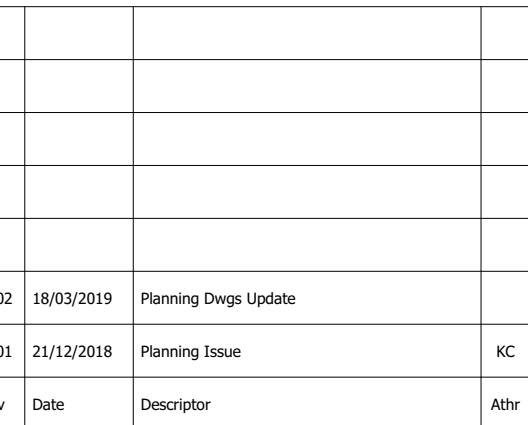 02 18/03/2019 Planning Dwgs Update
01 21/12/2018 Planning Issue KC
Date Descriptor Athr